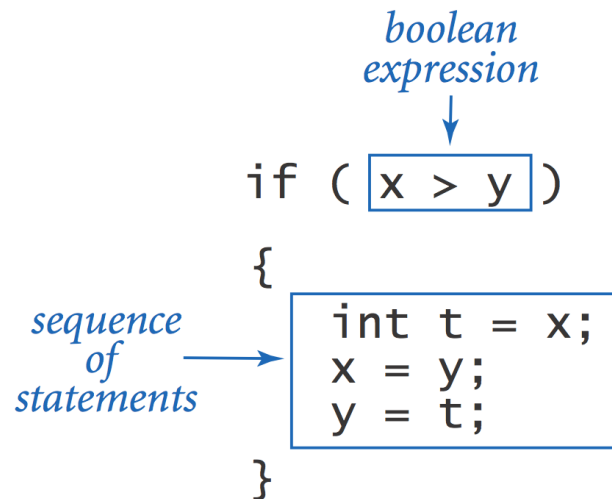 boolean
expression
if ( x > y )
{
sequence
of
statements
int t = x;
x = y;
y = t;
}